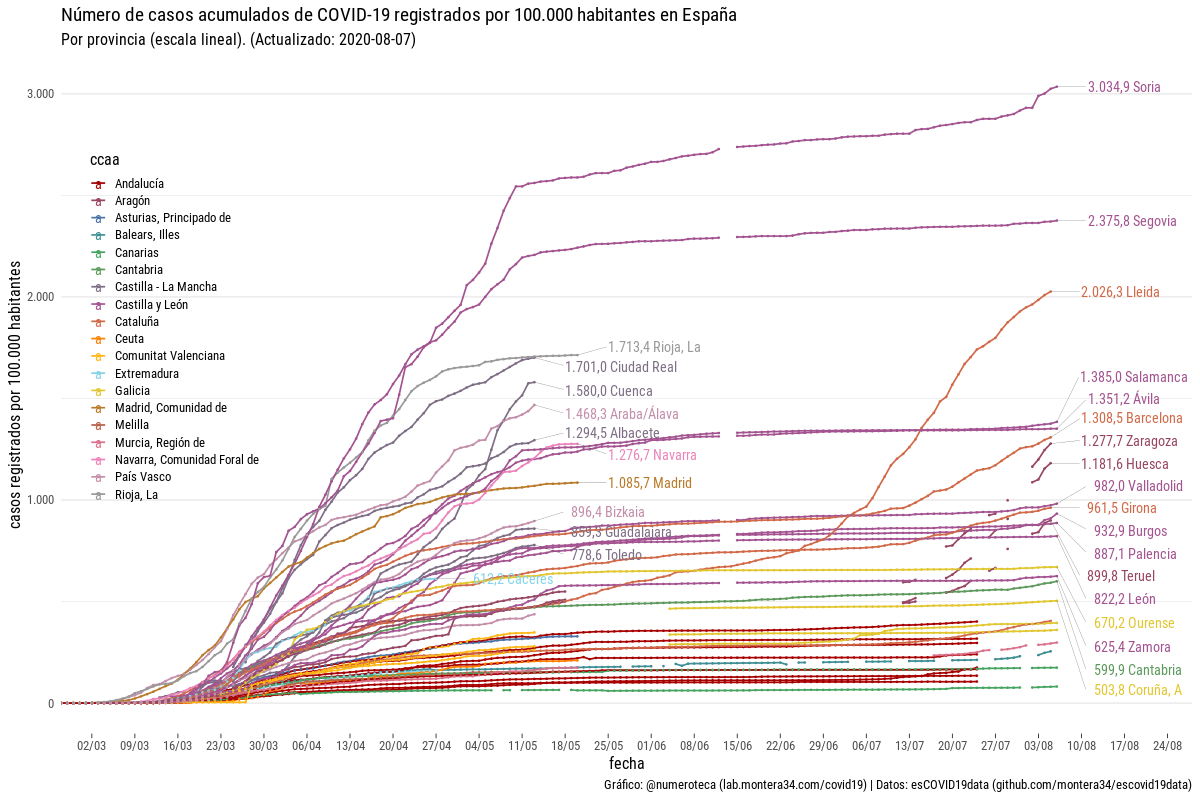 Número de casos acumulados de COVID-19 registrados por 100.000 habitantes en España
Por provincia (escala lineal). (Actualizado: 2020-08-07)
casos registrados por 100.000 habitantes
3.000
2.000
1.000
0
ccaa
Andalucía
Aragón
Asturias, Principado de
Balears, Illes
Canarias
Cantabria
Castilla - La Mancha
Castilla y León
Cataluña
Ceuta
Comunitat Valenciana
Extremadura
Galicia
Madrid, Comunidad de
Melilla
Murcia, Región de
Navarra, Comunidad Foral de
País Vasco
Rioja, La
1.713,4 Rioja, La
1.701,0 Ciudad Real
1.580,0 Cuenca
1.468,3 Araba/Álava
1.294,5 Albacete
1.276,7 Navarra
1.085,7 Madrid
896,4 Bizkaia
859,3 Guadalajara
778,6 Toledo
612,2 Cáceres
3.034,9 Soria
2.375,8 Segovia
2.026,3 Lleida
1.385,0 Salamanca
1.351,2 Ávila
1.308,5 Barcelona
1.277,7 Zaragoza
1.181,6 Huesca
982,0 Valladolid
961,5 Girona
932,9 Burgos
887,1 Palencia
899,8 Teruel
822,2 León
670,2 Ourense
625,4 Zamora
599,9 Cantabria
503,8 Coruña, A
02/03 09/03 16/03 23/03 30/03 06/04 13/04 20/04 27/04 04/05 11/05 18/05 25/05 01/06 08/06 15/06 22/06 29/06 06/07 13/07 20/07 27/07 03/08 10/08 17/08 24/08
fecha
Gráfico: @numeroteca (lab.montera34.com/covid19) | Datos: esCOVID19data (github.com/montera34/escovid19data)